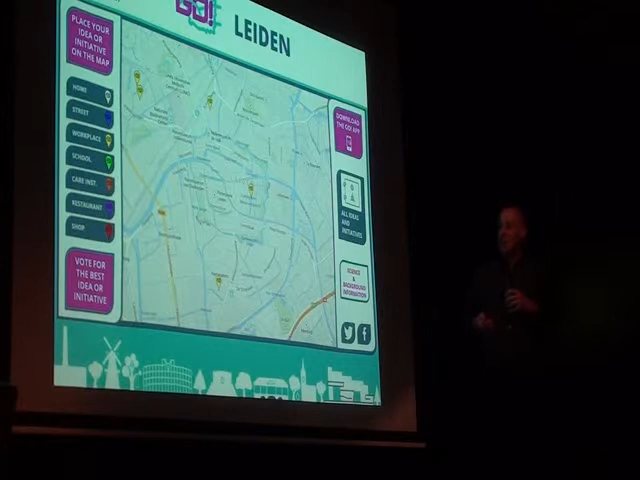 GO!
LEIDEN
PLACE YOUR
IDEA OR
INITIATIVE
ON THE MAP
HOME
STREET
WORKPLACE
SCHOOL
CARE INST.
RESTAURANT
SHOP
VOTE FOR
THE BEST
IDEA OR
INITIATIVE
DOWNLOAD
THE GO! APP
ALL IDEAS
AND
INITIATIVES
SCIENCE
&
BACKGROUND
INFORMATION